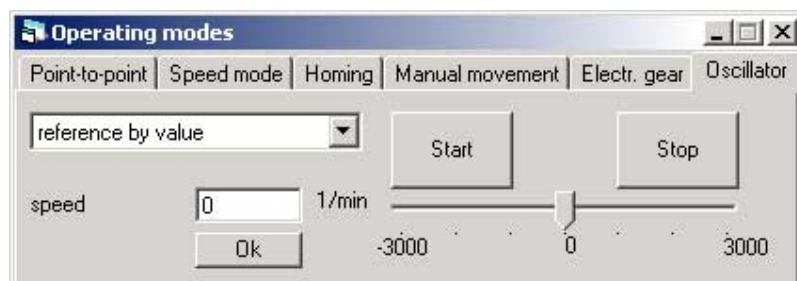 Operating modes
Point-to-point Speed mode Homing Manual movement Electr. gear Oscillator
reference by value
Start Stop
speed 0 1/min
Ok
-3000 0 3000